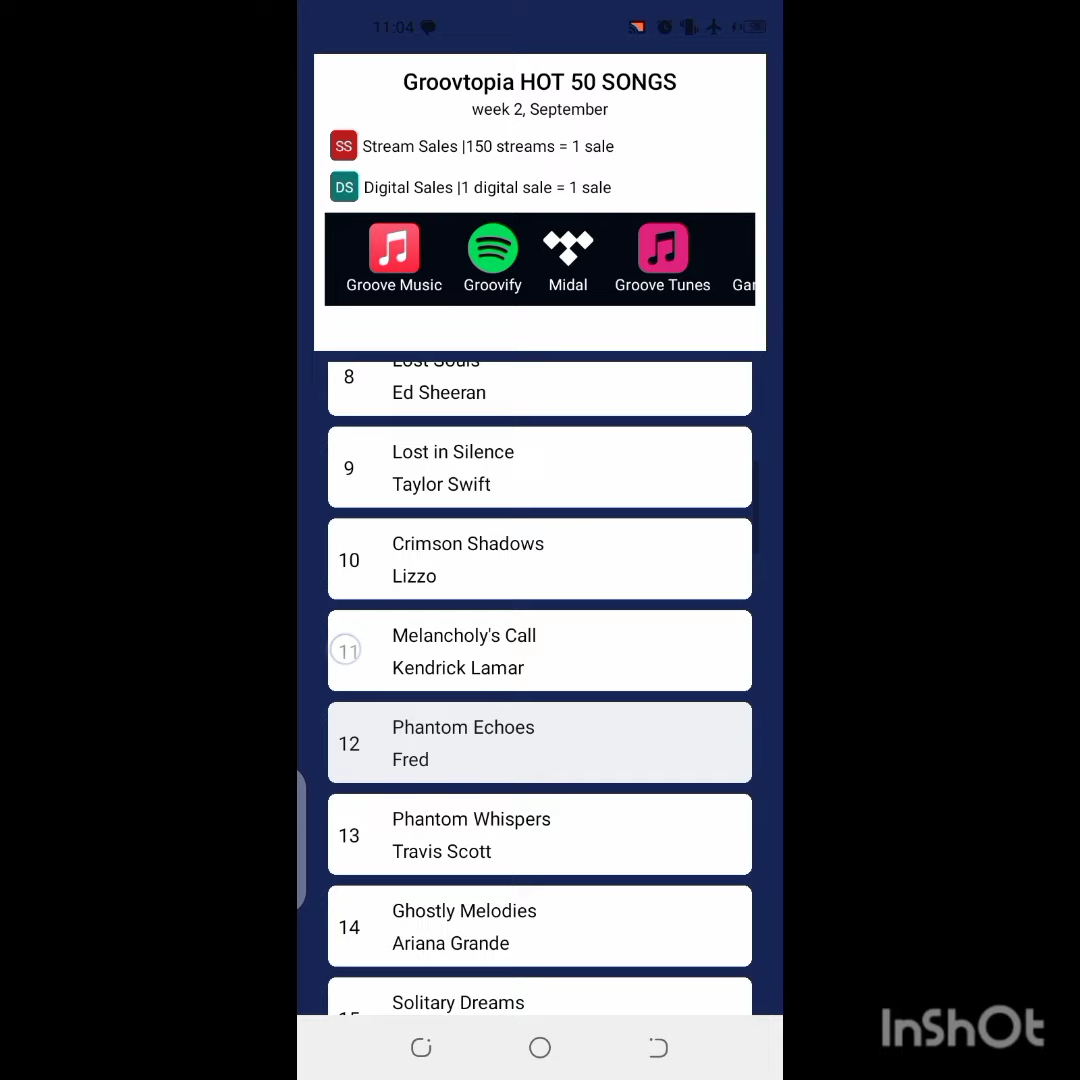 11:04
Groovtopia HOT 50 SONGS
week 2, September
SS Stream Sales |150 streams = 1 sale
DS Digital Sales |1 digital sale = 1 sale
Groove Music Groovify Midal Groove Tunes
8
Lost Souls
Ed Sheeran
9
Lost in Silence
Taylor Swift
10
Crimson Shadows
Lizzo
11
Melancholy's Call
Kendrick Lamar
12
Phantom Echoes
Fred
13
Phantom Whispers
Travis Scott
14
Ghostly Melodies
Ariana Grande
15
Solitary Dreams
InShOt